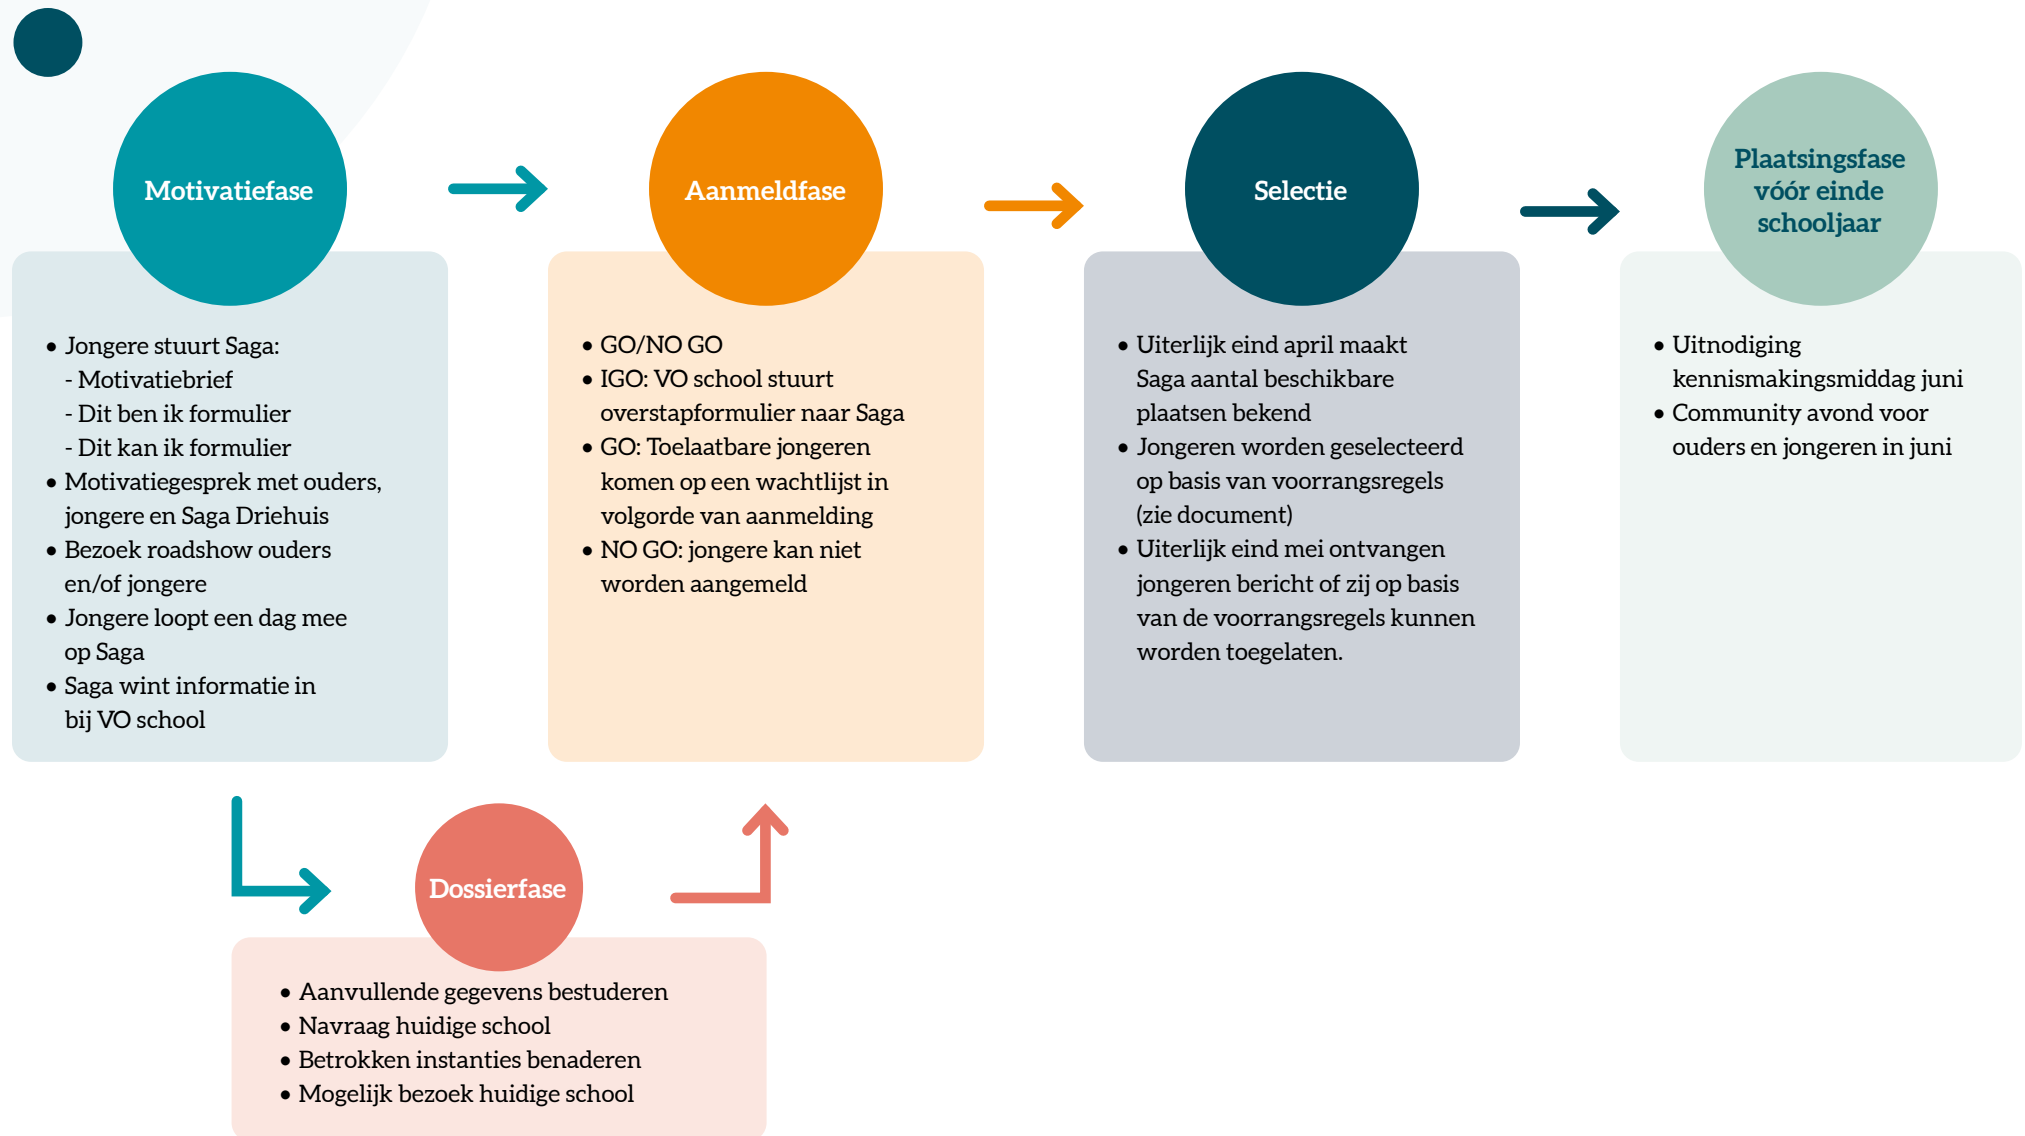 Motivatiefase
• Jongere stuurt Saga:
- Motivatiebrief
- Dit ben ik formulier
- Dit kan ik formulier
• Motivatiegesprek met ouders,
jongere en Saga Driehuis
• Bezoek roadshow ouders
en/of jongere
• Jongere loopt een dag mee
op Saga
• Saga wint informatie in
bij VO school
Aanmeldfase
• GO/NO GO
• IGO: VO school stuurt
overstapformulier naar Saga
• GO: Toelaatbare jongeren
komen op een wachtlijst in
volgorde van aanmelding
• NO GO: jongere kan niet
worden aangemeld
Selectie
• Uiterlijk eind april maakt
Saga aantal beschikbare
plaatsen bekend
• Jongeren worden geselecteerd
op basis van voorrangsregels
(zie document)
• Uiterlijk eind mei ontvangen
jongeren bericht of zij op basis
van de voorrangsregels kunnen
worden toegelaten.
Plaatsingsfase
vóór einde
schooljaar
• Uitnodiging
kennismakingsmiddag juni
• Community avond voor
ouders en jongeren in juni
Dossierfase
• Aanvullende gegevens bestuderen
• Navraag huidige school
• Betrokken instanties benaderen
• Mogelijk bezoek huidige school